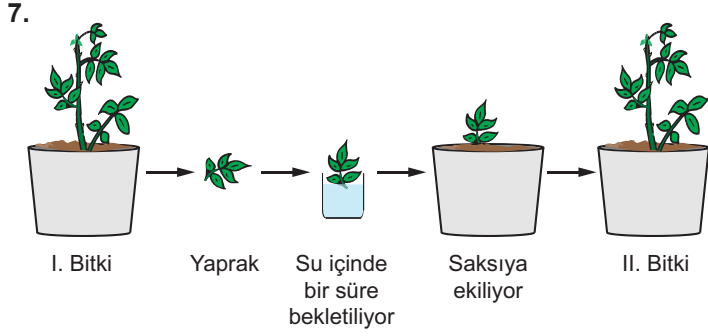 7.
I. Bitki
Yaprak
Su içinde
bir süre
bekletiliyor
Saksıya
ekiliyor
II. Bitki